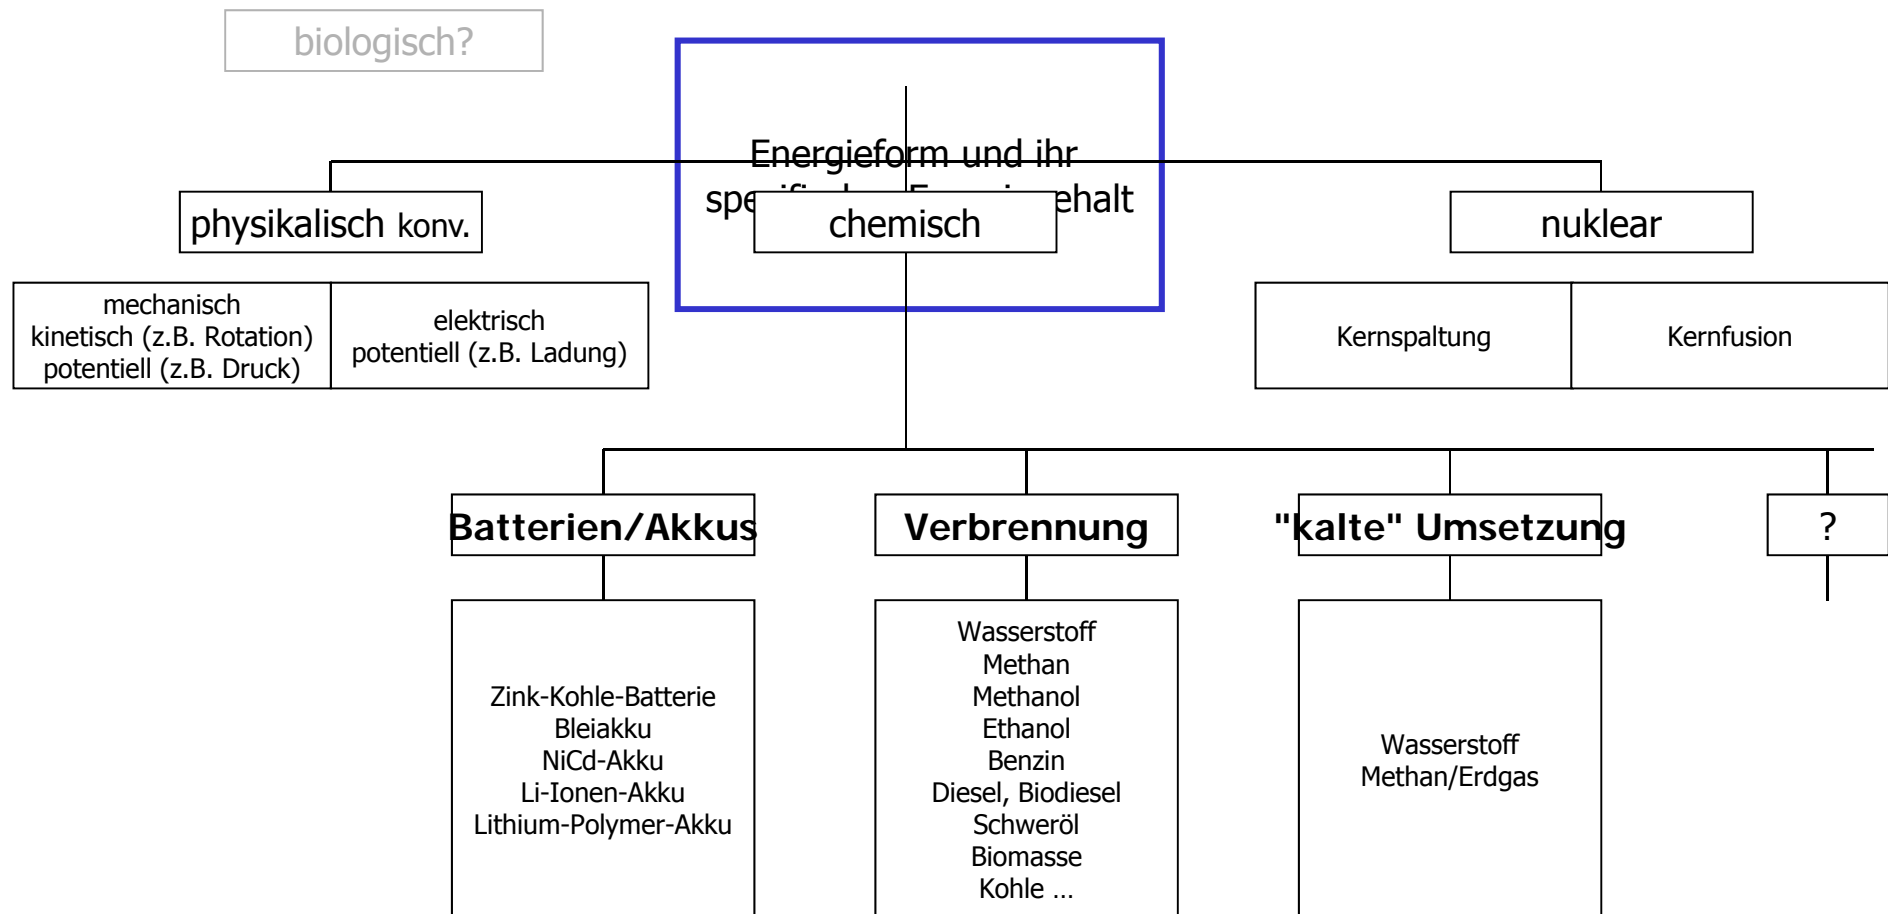 biologisch?
Energieform und ihr
ehalt
physikalisch konv.
chemisch
nuklear
mechanisch
kinetisch (z.B. Rotation)
potentiell (z.B. Druck)
elektrisch
potentiell (z.B. Ladung)
Kernspaltung
Kernfusion
Batterien/Akkus
Verbrennung
"kalte" Umsetzung
?
Zink-Kohle-Batterie
Bleiakku
NiCd-Akku
Li-Ionen-Akku
Lithium-Polymer-Akku
Wasserstoff
Methan
Methanol
Ethanol
Benzin
Diesel, Biodiesel
Schweröl
Biomasse
Kohle ...
Wasserstoff
Methan/Erdgas